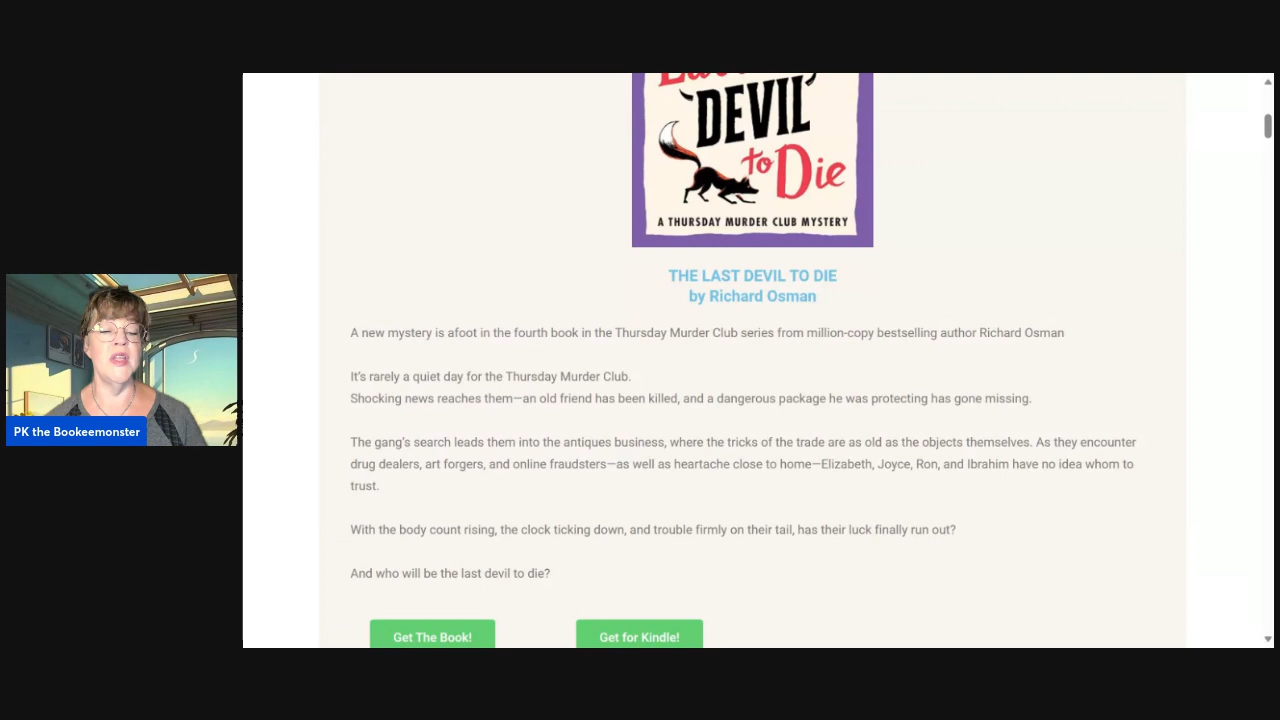 DEVIL
to Die
A THURSDAY MURDER CLUB MYSTERY
THE LAST DEVIL TO DIE
by Richard Osman
A new mystery is afoot in the fourth book in the Thursday Murder Club series from million-copy bestselling author Richard Osman
It's rarely a quiet day for the Thursday Murder Club.
Shocking news reaches them—an old friend has been killed, and a dangerous package he was protecting has gone missing.
The gang's search leads them into the antiques business, where the tricks of the trade are as old as the objects themselves. As they encounter
drug dealers, art forgers, and online fraudsters—as well as heartache close to home—Elizabeth, Joyce, Ron, and Ibrahim have no idea whom to
trust.
With the body count rising, the clock ticking down, and trouble firmly on their tail, has their luck finally run out?
And who will be the last devil to die?
Get The Book!
Get for Kindle!
PK the Bookeemonster